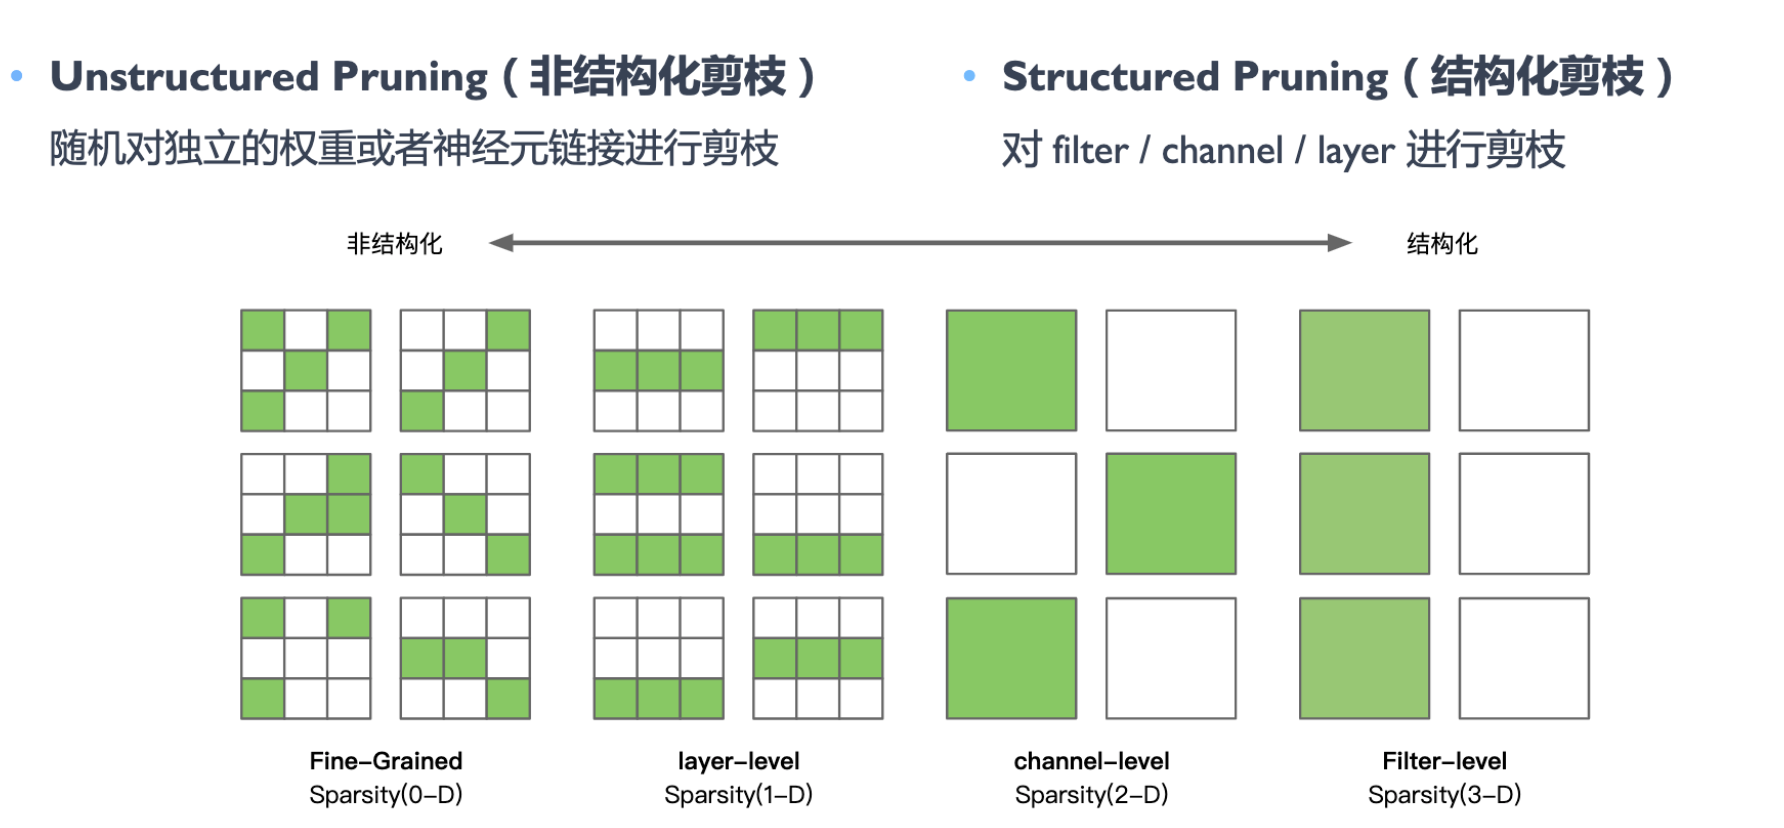 • Unstructured Pruning ( 非结构化剪枝 )
随机对独立的权重或者神经元链接进行剪枝
• Structured Pruning ( 结构化剪枝 )
对 filter / channel / layer 进行剪枝
非结构化
结构化
Fine-Grained
Sparsity(0-D)
layer-level
Sparsity(1-D)
channel-level
Sparsity(2-D)
Filter-level
Sparsity(3-D)